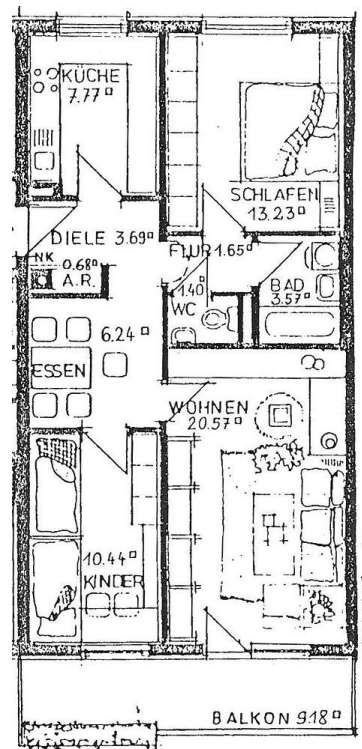 KÜCHE
7.77 ▫
SCHLAFEN
13.23 ▫
DIELE 3.69 ▫
FLUR 1.65 ▫
NK
0.68 ▫
A.R.
1.40
WC
BAD
3.57 ▫
6.24 ▫
ESSEN
WOHNEN
20.57 ▫
10.44 ▫
KINDER
BALKON 9.18 ▫